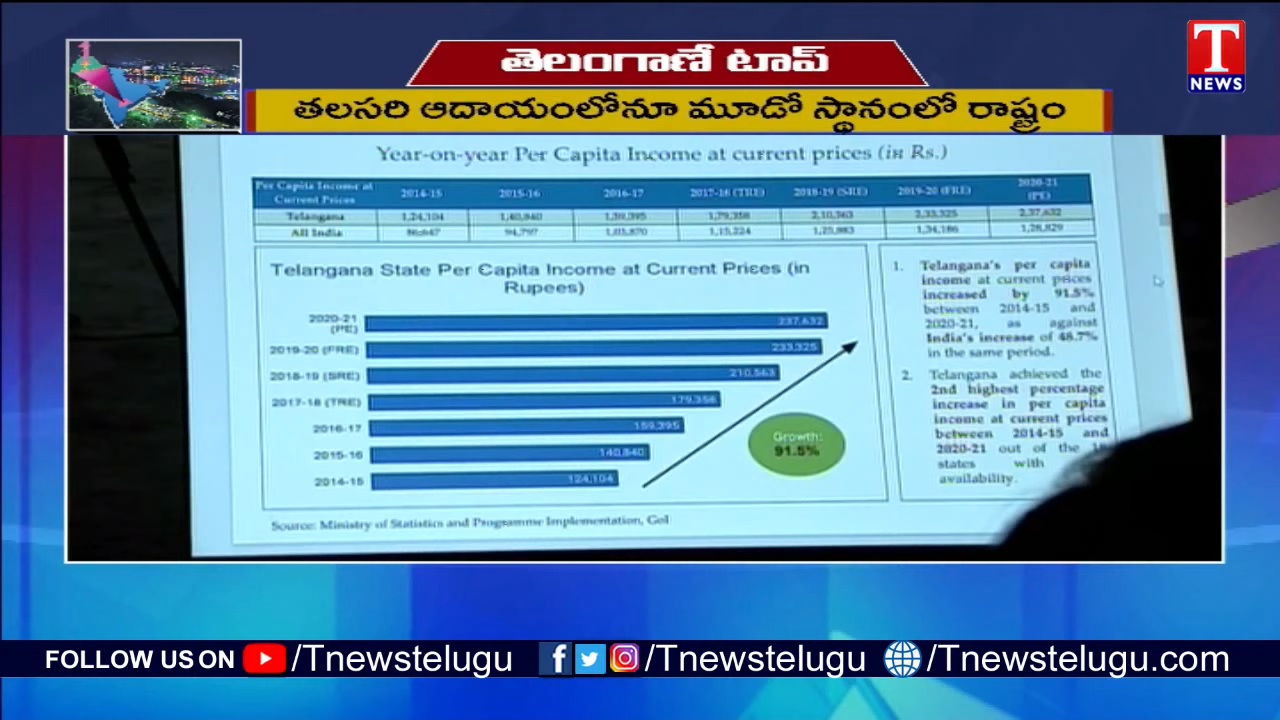 తెలంగాణే టాప్
తలసరి ఆదాయంలోనూ మూడో స్థానంలో రాష్ట్రం
T
NEWS
Year-on-year Per Capita Income at current prices (in Rs.)
Per Capita Income at Current Prices 2014-15 2015-16 2016-17 2017-18 (TRE) 2018-19 (SRE) 2019-20 (FRE) 2020-21 (PE)
Telangana 1,24,104 1,40,840 1,59,395 1,79,358 2,10,563 2,33,325 2,37,632
All India 86,647 94,797 1,03,870 1,15,224 1,25,883 1,34,186 1,28,829
Telangana State Per Capita Income at Current Prices (in
Rupees)
2020-21 (PE) 237,632
2019-20 (FRE) 233,325
2018-19 (SRE) 210,563
2017-18 (TRE) 179,358
2016-17 159,395
2015-16 140,840
2014-15 124,104
Growth:
91.5%
1. Telangana's per capita
income at current prices
increased by 91.5%
between 2014-15 and
2020-21, as against
India's increase of 48.7%
in the same period.
2. Telangana achieved the
2nd highest percentage
increase in per capita
income at current prices
between 2014-15 and
2020-21 out of the
states with
availability.
Source: Ministry of Statistics and Programme Implementation, GoI
FOLLOW US ON /Tnewstelugu /Tnewstelugu /Tnewstelugu.com